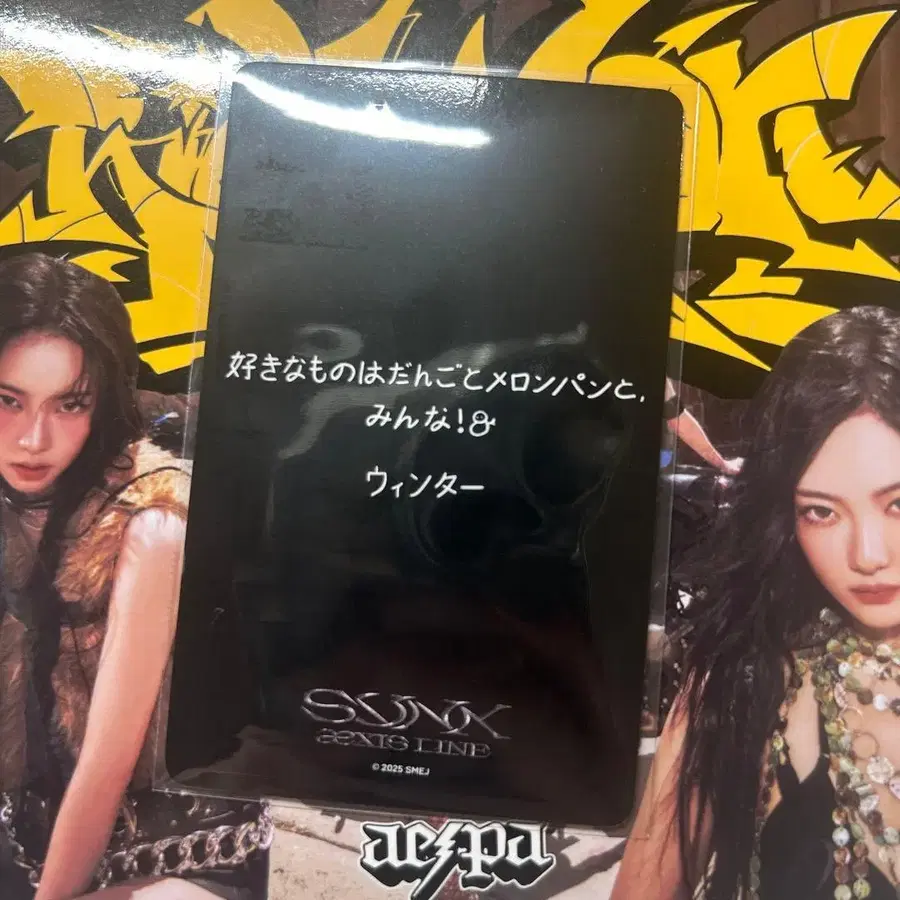 好きなものはだんごとメロンパンと,
みんな!
ウィンター
SYNK
aeXIS LINE
© 2025 SMEJ
aespa